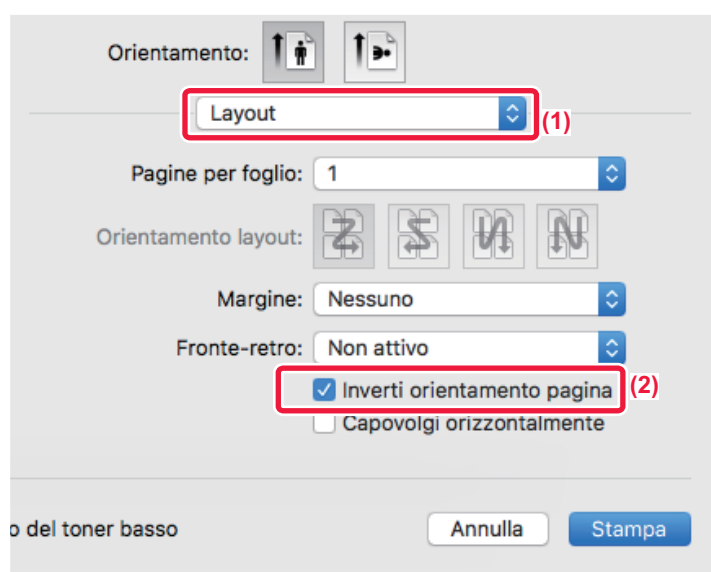 Orientamento:
Layout
(1)
Pagine per foglio: 1
Orientamento layout:
Margine: Nessuno
Fronte-retro: Non attivo
Inverti orientamento pagina (2)
Capovolgi orizzontalmente
o del toner basso Annulla Stampa